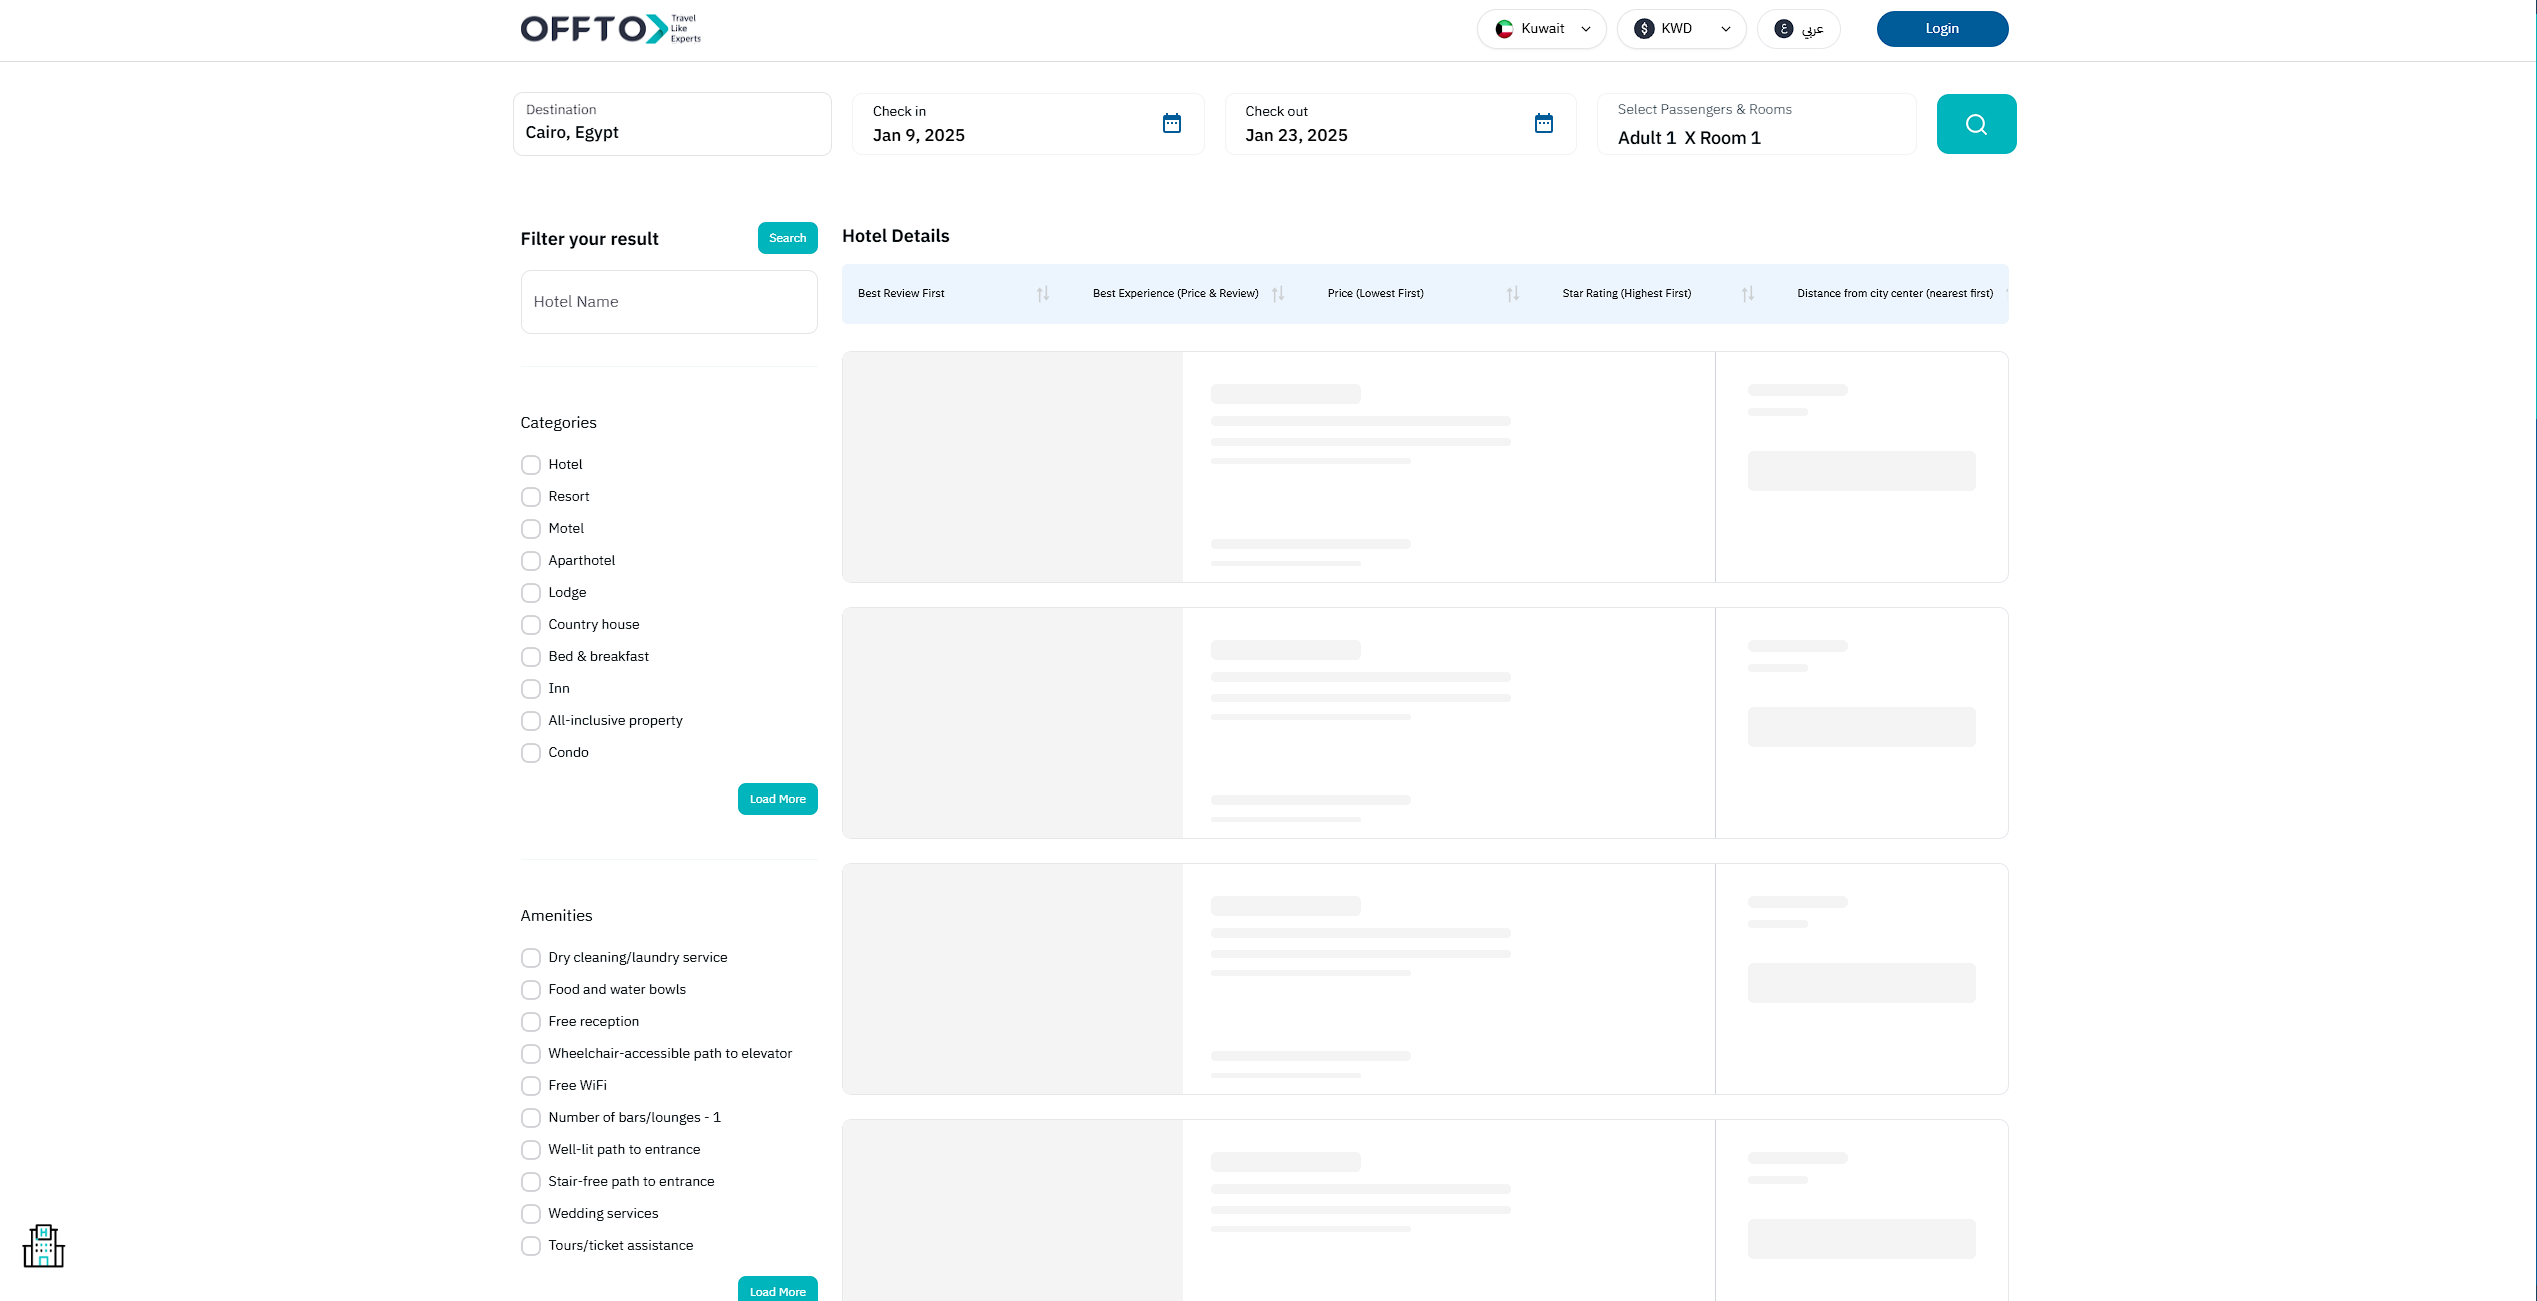 OFFTO
Travel
Like
Experts
Kuwait
$ KWD
ع عربي
Login
Destination
Cairo, Egypt
Check in
Jan 9, 2025
Check out
Jan 23, 2025
Select Passengers & Rooms
Adult 1 X Room 1
Filter your result
Search
Hotel Name
Categories
Hotel
Resort
Motel
Aparthotel
Lodge
Country house
Bed & breakfast
Inn
All-inclusive property
Condo
Load More
Amenities
Dry cleaning/laundry service
Food and water bowls
Free reception
Wheelchair-accessible path to elevator
Free WiFi
Number of bars/lounges - 1
Well-lit path to entrance
Stair-free path to entrance
Wedding services
Tours/ticket assistance
Load More
Hotel Details
Best Review First
Best Experience (Price & Review)
Price (Lowest First)
Star Rating (Highest First)
Distance from city center (nearest first)
H